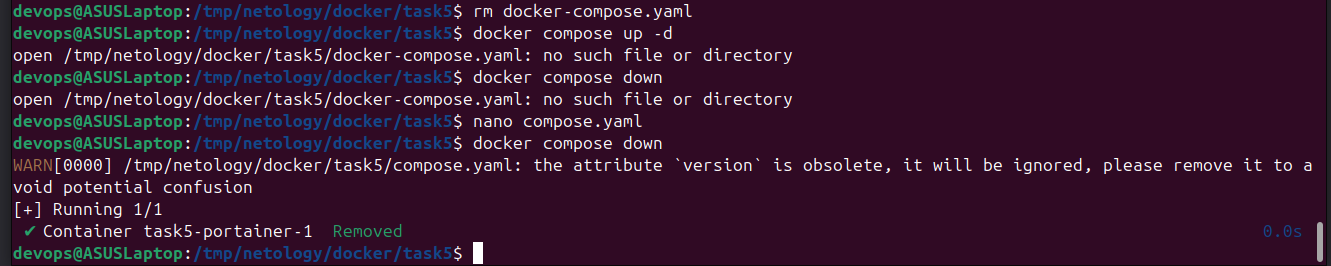 devops@ASUSLaptop:/tmp/netology/docker/task5$ rm docker-compose.yaml
devops@ASUSLaptop:/tmp/netology/docker/task5$ docker compose up -d
open /tmp/netology/docker/task5/docker-compose.yaml: no such file or directory
devops@ASUSLaptop:/tmp/netology/docker/task5$ docker compose down
open /tmp/netology/docker/task5/docker-compose.yaml: no such file or directory
devops@ASUSLaptop:/tmp/netology/docker/task5$ nano compose.yaml
devops@ASUSLaptop:/tmp/netology/docker/task5$ docker compose down
WARN[0000] /tmp/netology/docker/task5/compose.yaml: the attribute `version` is obsolete, it will be ignored, please remove it to a
void potential confusion
[+] Running 1/1
✔ Container task5-portainer-1  Removed 0.0s
devops@ASUSLaptop:/tmp/netology/docker/task5$